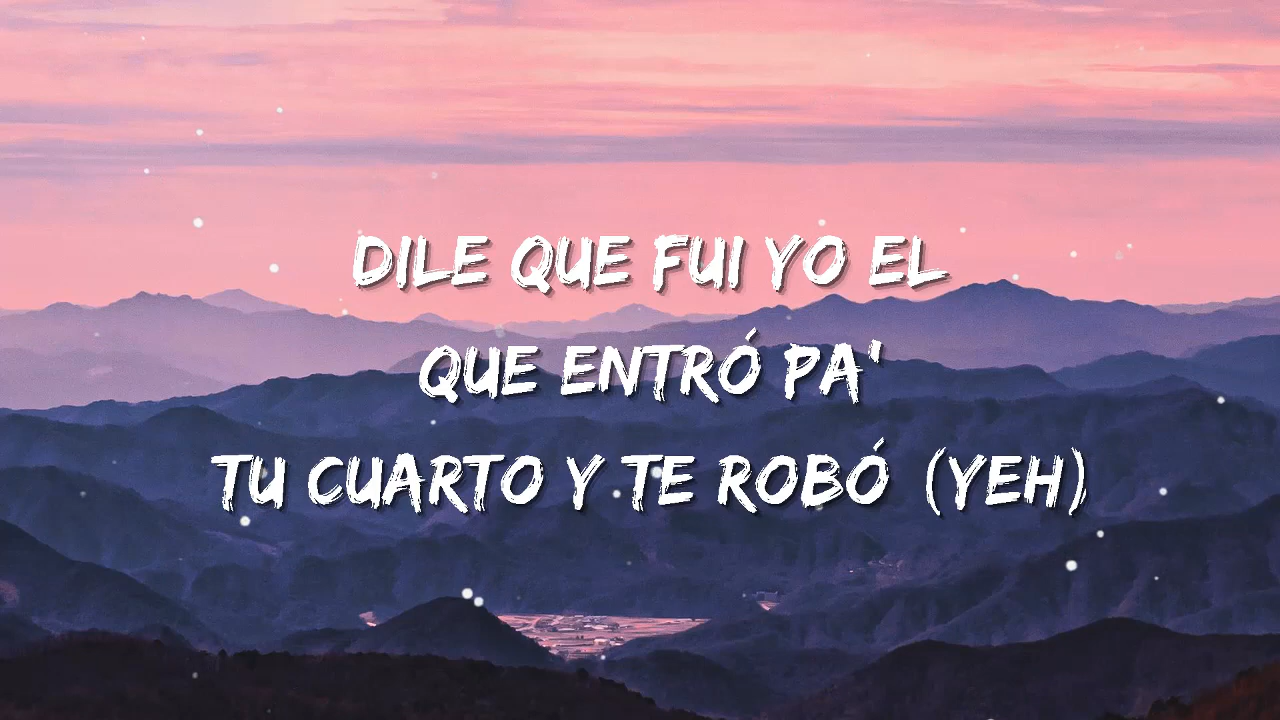 DILE QUE FUI YO EL
QUE ENTRÓ PA'
TU CUARTO Y TE ROBÓ (YEH)